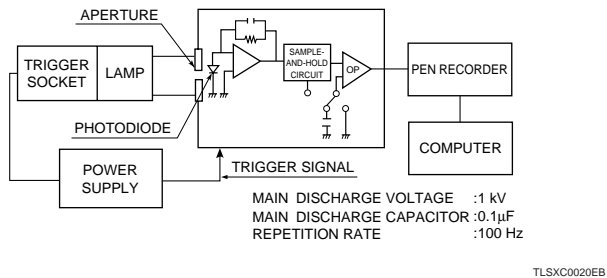 APERTURE
TRIGGER
SOCKET
LAMP
SAMPLE-
AND-HOLD
CIRCUIT
OP
PEN RECORDER
PHOTODIODE
COMPUTER
POWER
SUPPLY
TRIGGER SIGNAL
MAIN DISCHARGE VOLTAGE :1 kV
MAIN DISCHARGE CAPACITOR :0.1µF
REPETITION RATE :100 Hz
TLSXC0020EB